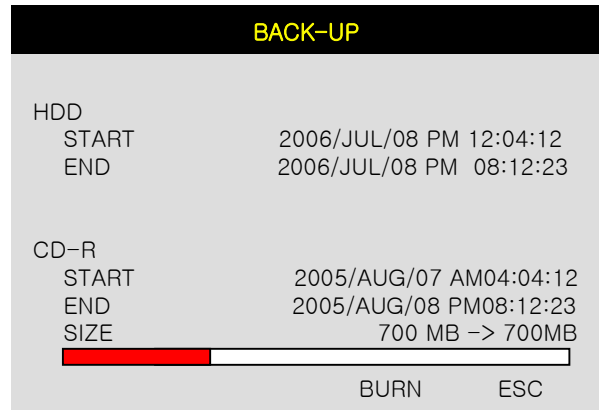 BACK-UP
HDD
START 2006/JUL/08 PM 12:04:12
END 2006/JUL/08 PM 08:12:23
CD-R
START 2005/AUG/07 AM04:04:12
END 2005/AUG/08 PM08:12:23
SIZE 700 MB -> 700MB
BURN ESC